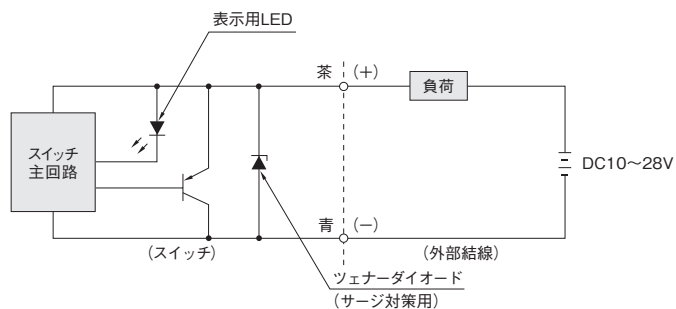 表示用LED
茶 (+)
負荷
スイッチ
主回路
DC10～28V
青 (−)
(スイッチ)
(外部結線)
ツェナーダイオード
(サージ対策用)